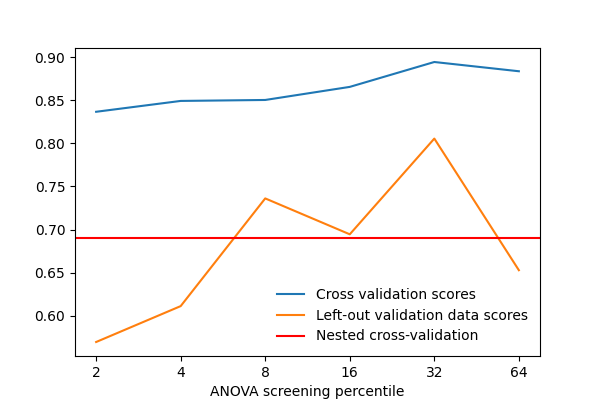 0.90
0.85
0.80
0.75
0.70
0.65
0.60
Cross validation scores
Left-out validation data scores
Nested cross-validation
2 4 8 16 32 64
ANOVA screening percentile